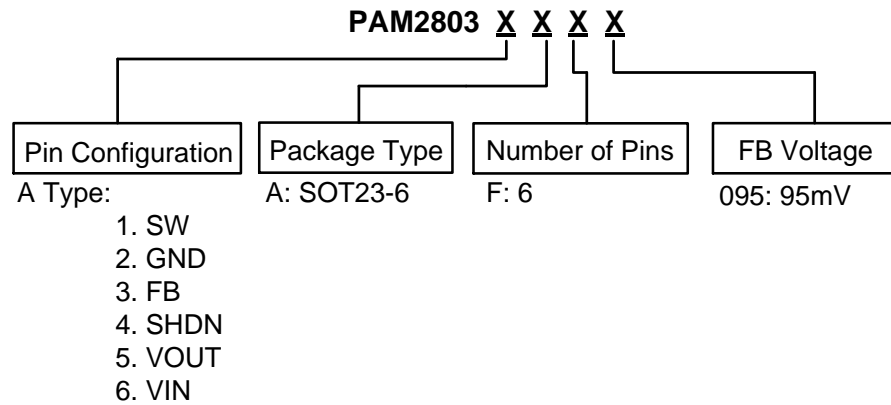 PAM2803 X X X X
Pin Configuration
Package Type
Number of Pins
FB Voltage
A Type:
A: SOT23-6
F: 6
095: 95mV
1. SW
2. GND
3. FB
4. SHDN
5. VOUT
6. VIN